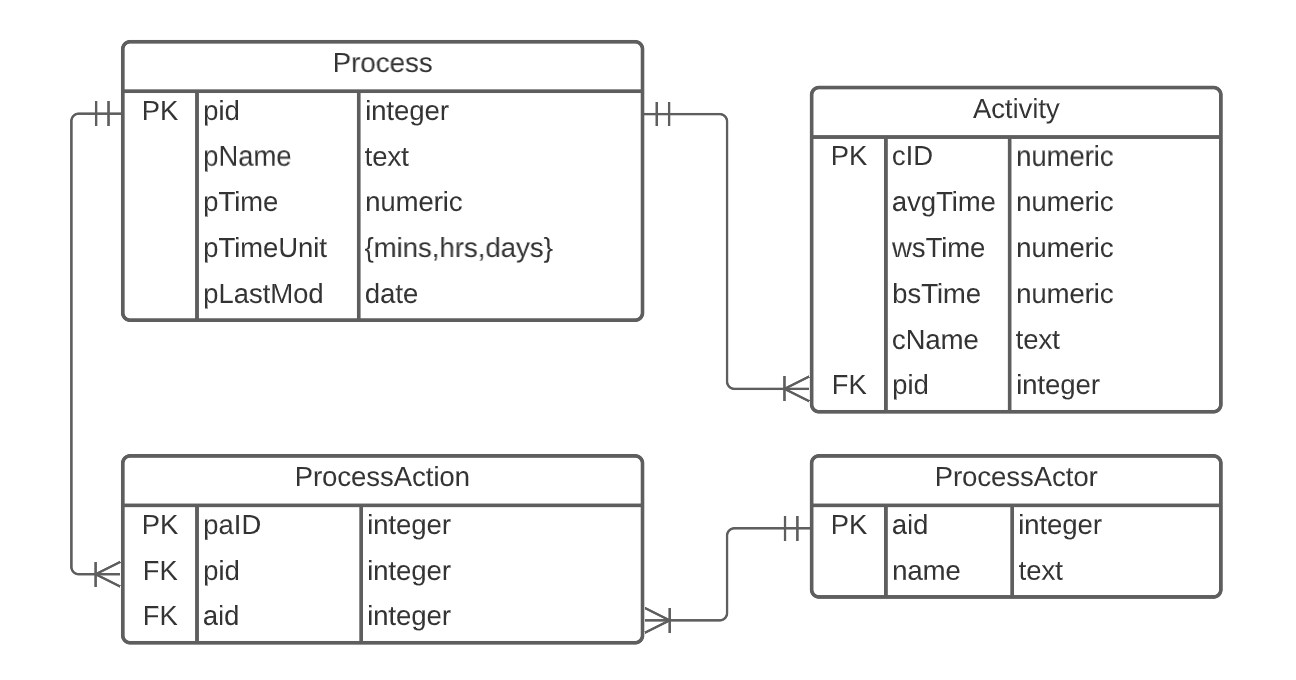 Process
PK pid integer
pName text
pTime numeric
pTimeUnit {mins,hrs,days}
pLastMod date
Activity
PK cID numeric
avgTime numeric
wsTime numeric
bsTime numeric
cName text
FK pid integer
ProcessAction
PK paID integer
FK pid integer
FK aid integer
ProcessActor
PK aid integer
name text